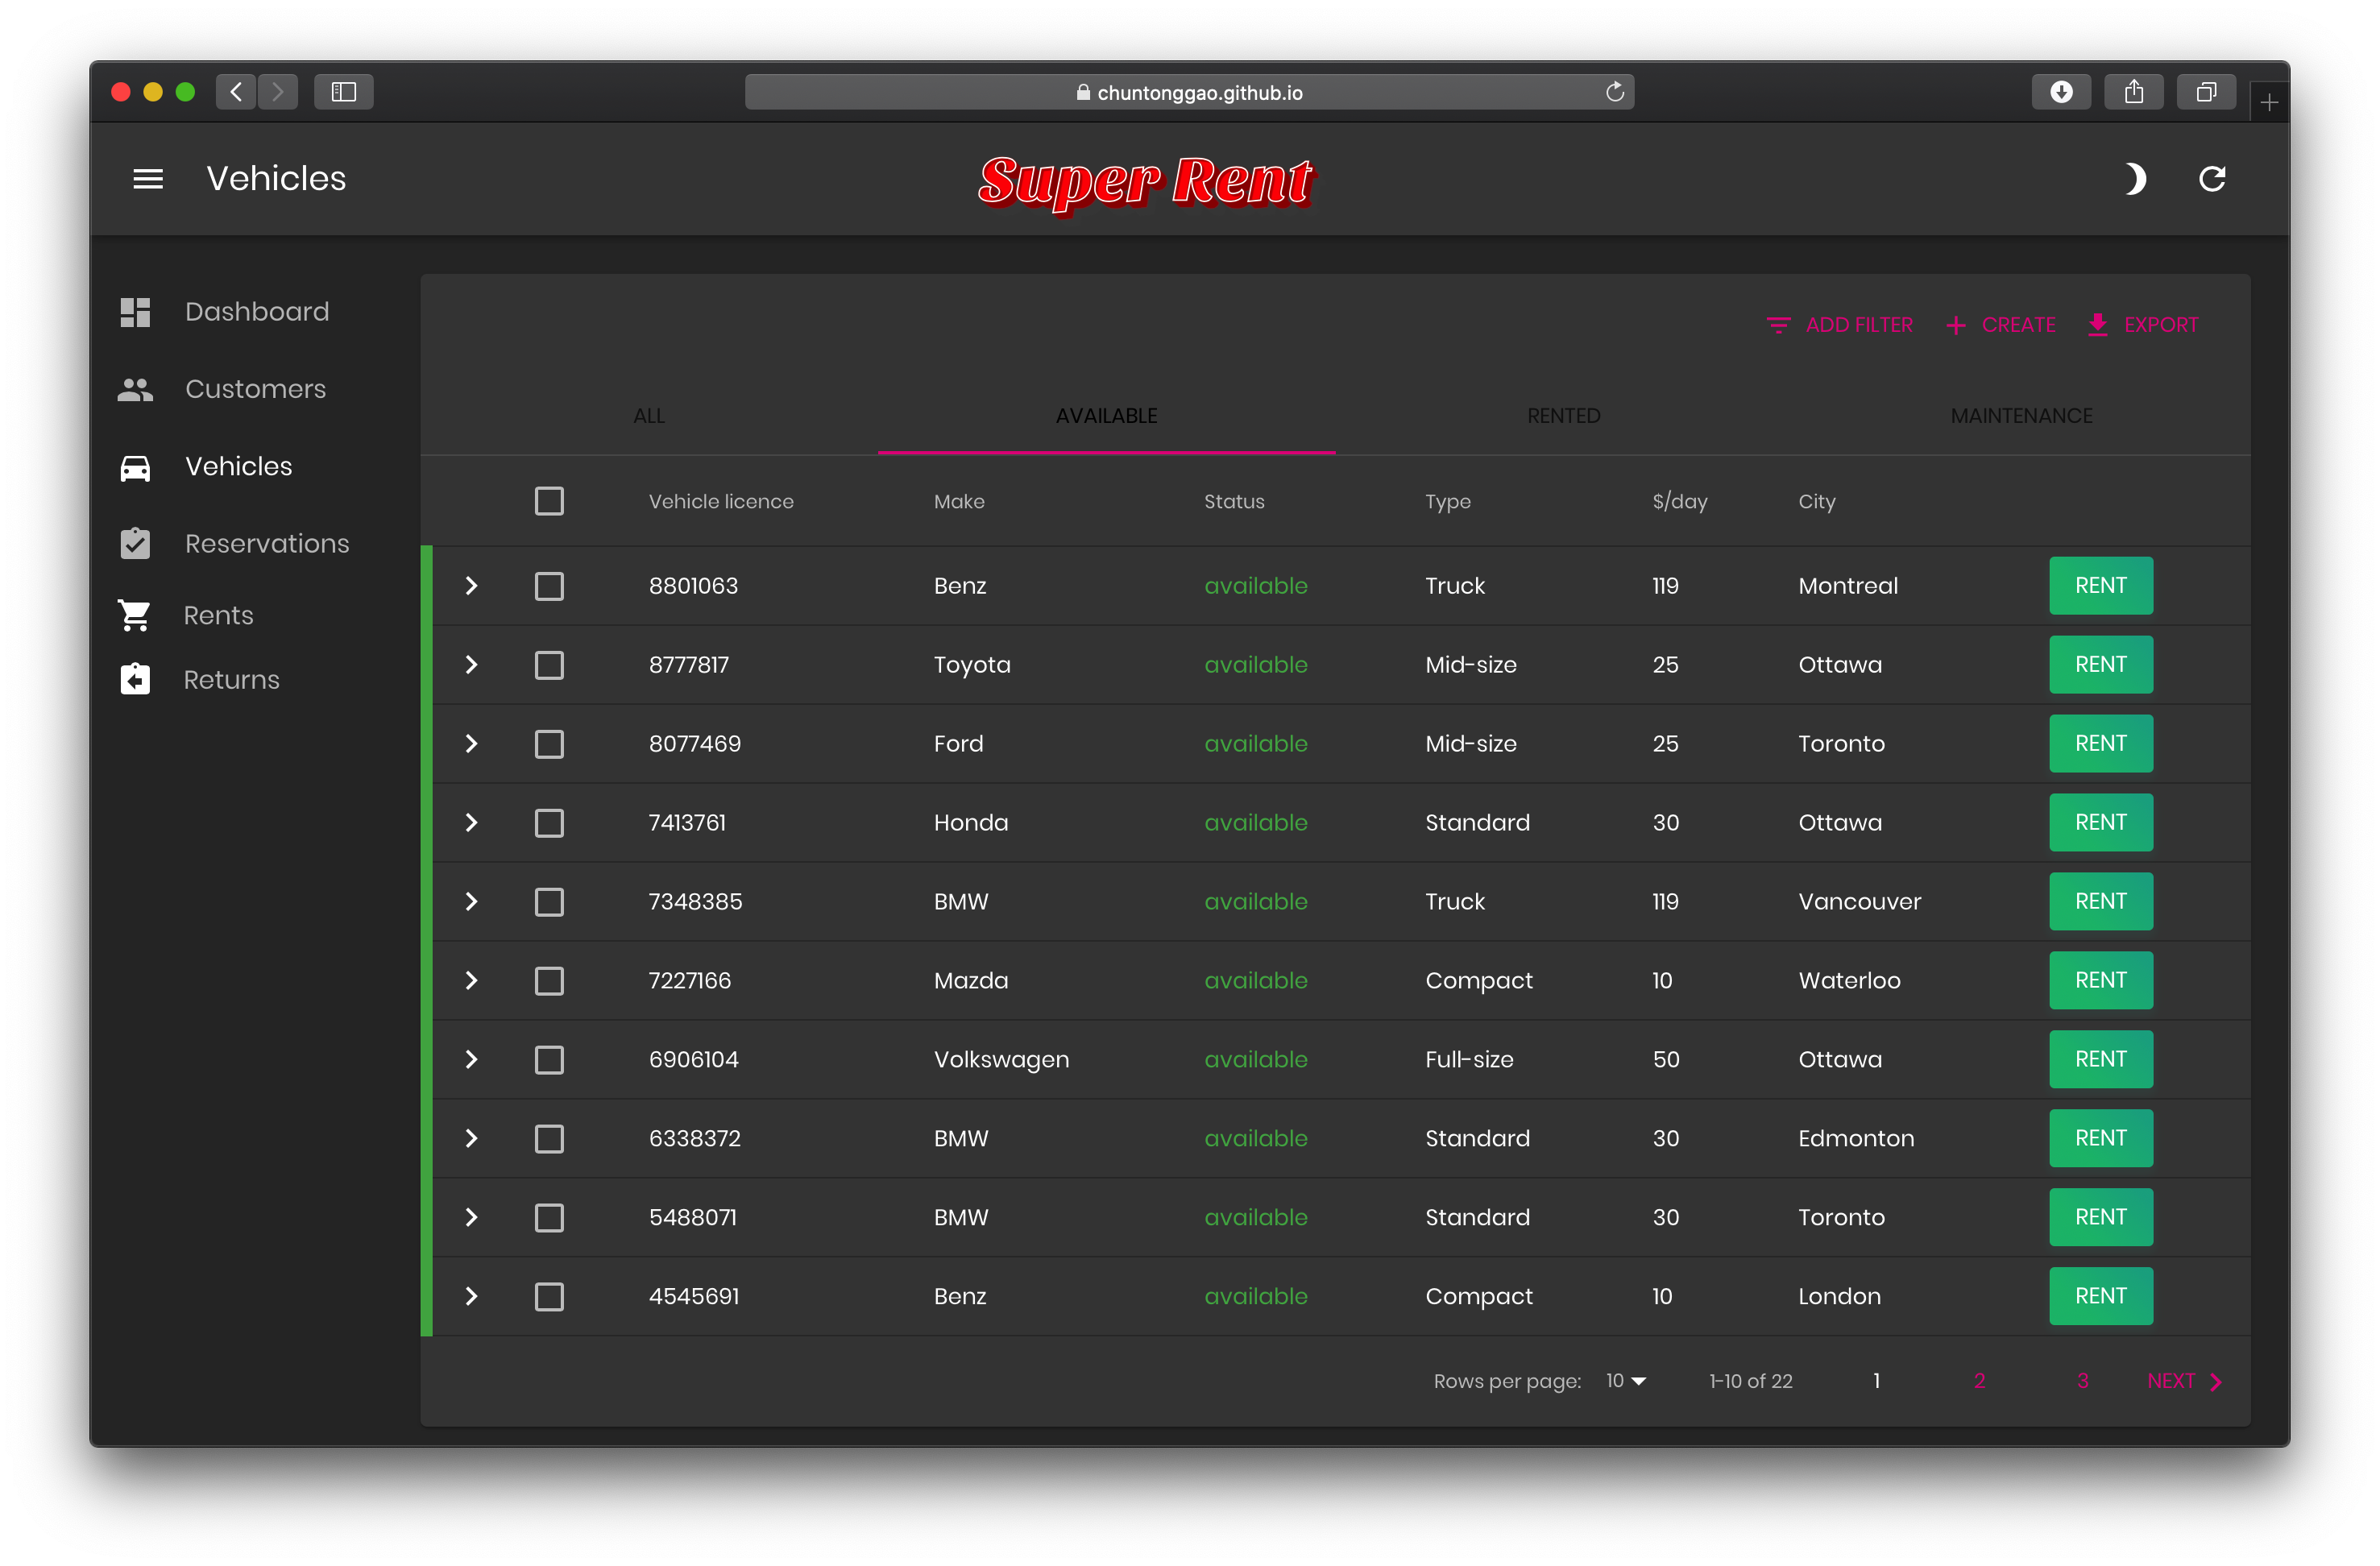 chuntonggao.github.io
Vehicles
Super Rent
Dashboard
Customers
Vehicles
Reservations
Rents
Returns
ADD FILTER CREATE EXPORT
ALL AVAILABLE RENTED MAINTENANCE
Vehicle licence Make Status Type $/day City
8801063 Benz available Truck 119 Montreal RENT
8777817 Toyota available Mid-size 25 Ottawa RENT
8077469 Ford available Mid-size 25 Toronto RENT
7413761 Honda available Standard 30 Ottawa RENT
7348385 BMW available Truck 119 Vancouver RENT
7227166 Mazda available Compact 10 Waterloo RENT
6906104 Volkswagen available Full-size 50 Ottawa RENT
6338372 BMW available Standard 30 Edmonton RENT
5488071 BMW available Standard 30 Toronto RENT
4545691 Benz available Compact 10 London RENT
Rows per page: 10 1-10 of 22 1 2 3 NEXT